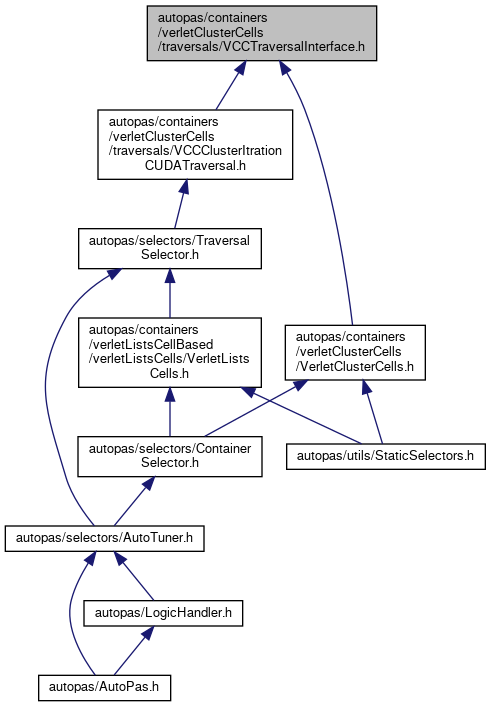 autopas/containers
/verletClusterCells
/traversals/VCCTraversalInterface.h
autopas/containers
/verletClusterCells
/traversals/VCCClusterItration
CUDATraversal.h
autopas/selectors/Traversal
Selector.h
autopas/containers
/verletListsCellBased
/verletListsCells/VerletLists
Cells.h
autopas/containers
/verletClusterCells
/VerletClusterCells.h
autopas/selectors/Container
Selector.h
autopas/utils/StaticSelectors.h
autopas/selectors/AutoTuner.h
autopas/LogicHandler.h
autopas/AutoPas.h